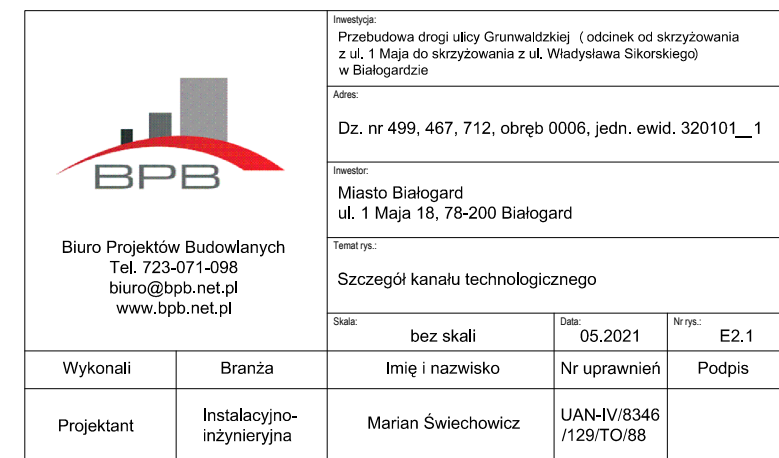 BPB
Biuro Projektów Budowlanych
Tel. 723-071-098
biuro@bpb.net.pl
www.bpb.net.pl
Inwestycja:
Przebudowa drogi ulicy Grunwaldzkiej ( odcinek od skrzyżowania
z ul. 1 Maja do skrzyżowania z ul. Władysława Sikorskiego)
w Białogardzie
Adres:
Dz. nr 499, 467, 712, obręb 0006, jedn. ewid. 320101__1
Inwestor:
Miasto Białogard
ul. 1 Maja 18, 78-200 Białogard
Temat rys.:
Szczegół kanału technologicznego
Skala:
bez skali
Data:
05.2021
Nr rys.:
E2.1
Wykonali Branża Imię i nazwisko Nr uprawnień Podpis
Projektant
Instalacyjno-
inżynieryjna
Marian Świechowicz
UAN-IV/8346
/129/TO/88